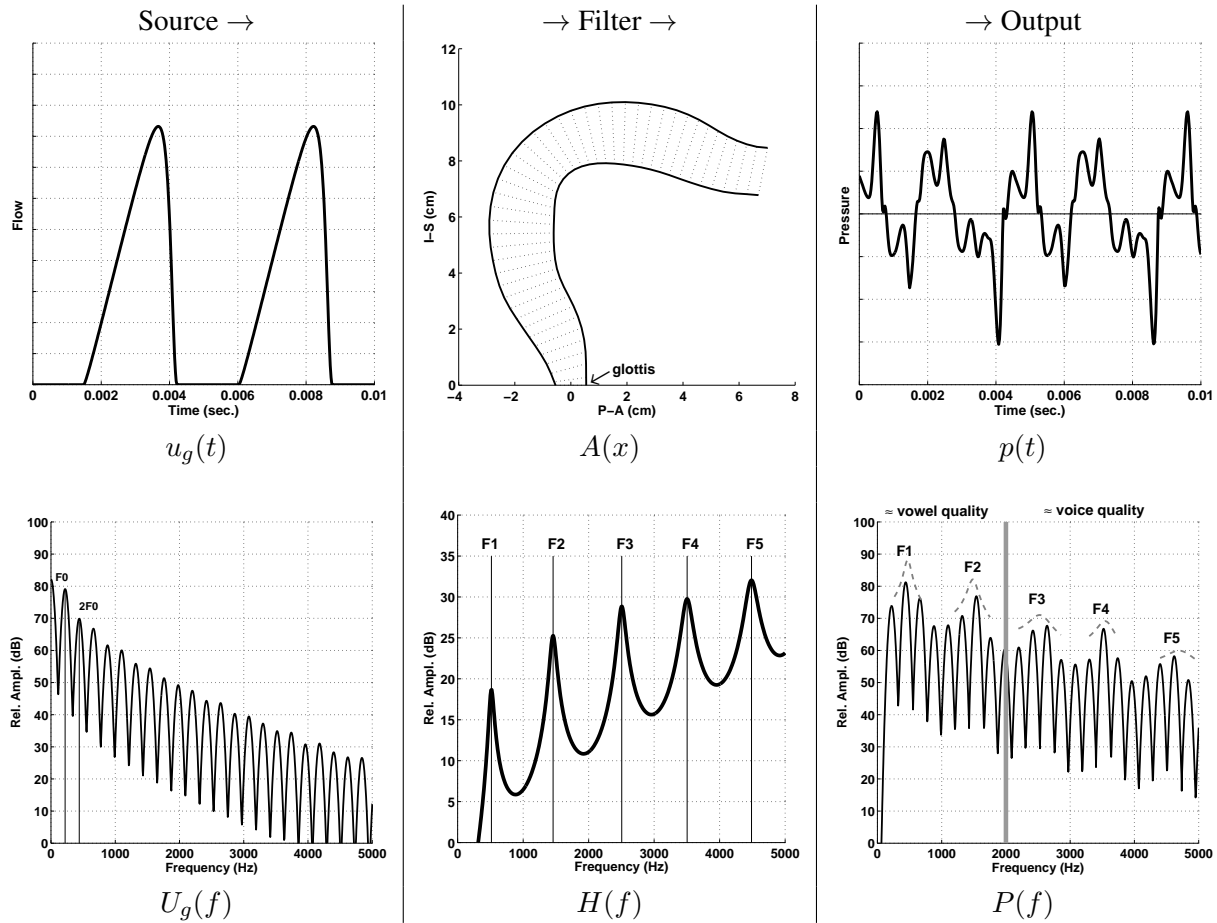 Source →
→ Filter →
→ Output
Flow
0
0.002
0.004
0.006
0.008
0.01
Time (sec.)
u_g(t)
12
10
8
6
4
2
0
I−S (cm)
glottis
−4
−2
0
2
4
6
8
P−A (cm)
A(x)
Pressure
0
0.002
0.004
0.006
0.008
0.01
Time (sec.)
p(t)
100
90
80
70
60
50
40
30
20
10
0
Rel. Ampl. (dB)
F0
2F0
0
1000
2000
3000
4000
5000
Frequency (Hz)
U_g(f)
40
35
30
25
20
15
10
5
0
Rel. Ampl. (dB)
F1
F2
F3
F4
F5
0
1000
2000
3000
4000
5000
Frequency (Hz)
H(f)
≈ vowel quality
≈ voice quality
100
90
80
70
60
50
40
30
20
10
0
Rel. Ampl. (dB)
F1
F2
F3
F4
F5
0
1000
2000
3000
4000
5000
Frequency (Hz)
P(f)